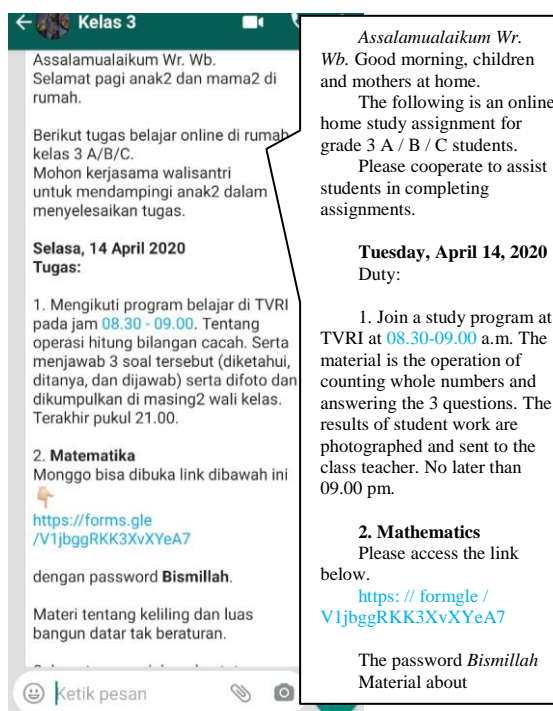 Kelas 3
Assalamualaikum Wr. Wb.
Selamat pagi anak2 dan mama2 di
rumah.
Berikut tugas belajar online di rumah
kelas 3 A/B/C.
Mohon kerjasama walisantri
untuk mendampingi anak2 dalam
menyelesaikan tugas.
Selasa, 14 April 2020
Tugas:
1. Mengikuti program belajar di TVRI
pada jam 08.30 - 09.00. Tentang
operasi hitung bilangan cacah. Serta
menjawab 3 soal tersebut (diketahui,
ditanya, dan dijawab) serta difoto dan
dikumpulkan di masing2 wali kelas.
Terakhir pukul 21.00.
2. Matematika
Monggo bisa dibuka link dibawah ini
👇🏻
https://forms.gle
/V1jbggRKK3XvXYeA7
dengan password Bismillah.
Materi tentang keliling dan luas
bangun datar tak beraturan.
Ketik pesan
Assalamualaikum Wr.
Wb. Good morning, children
and mothers at home.
The following is an online
home study assignment for
grade 3 A / B / C students.
Please cooperate to assist
students in completing
assignments.
Tuesday, April 14, 2020
Duty:
1. Join a study program at
TVRI at 08.30-09.00 a.m. The
material is the operation of
counting whole numbers and
answering the 3 questions. The
results of student work are
photographed and sent to the
class teacher. No later than
09.00 pm.
2. Mathematics
Please access the link
below.
https: // formgle /
V1jbggRKK3XvXYeA7
The password Bismillah
Material about